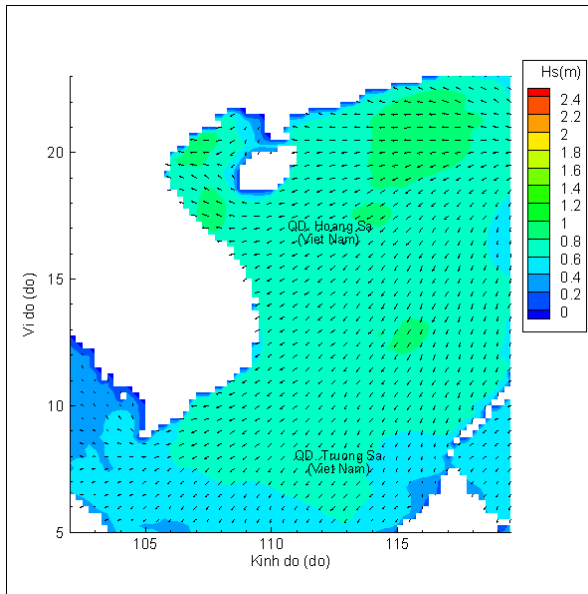 Hs(m)
2.4
2.2
2
1.8
1.6
1.4
1.2
1
0.8
0.6
0.4
0.2
0
20
15
10
5
Vi do (do)
QD. Hoang Sa
(Viet Nam)
QD. Truong Sa
(Viet Nam)
105
110
115
Kinh do (do)